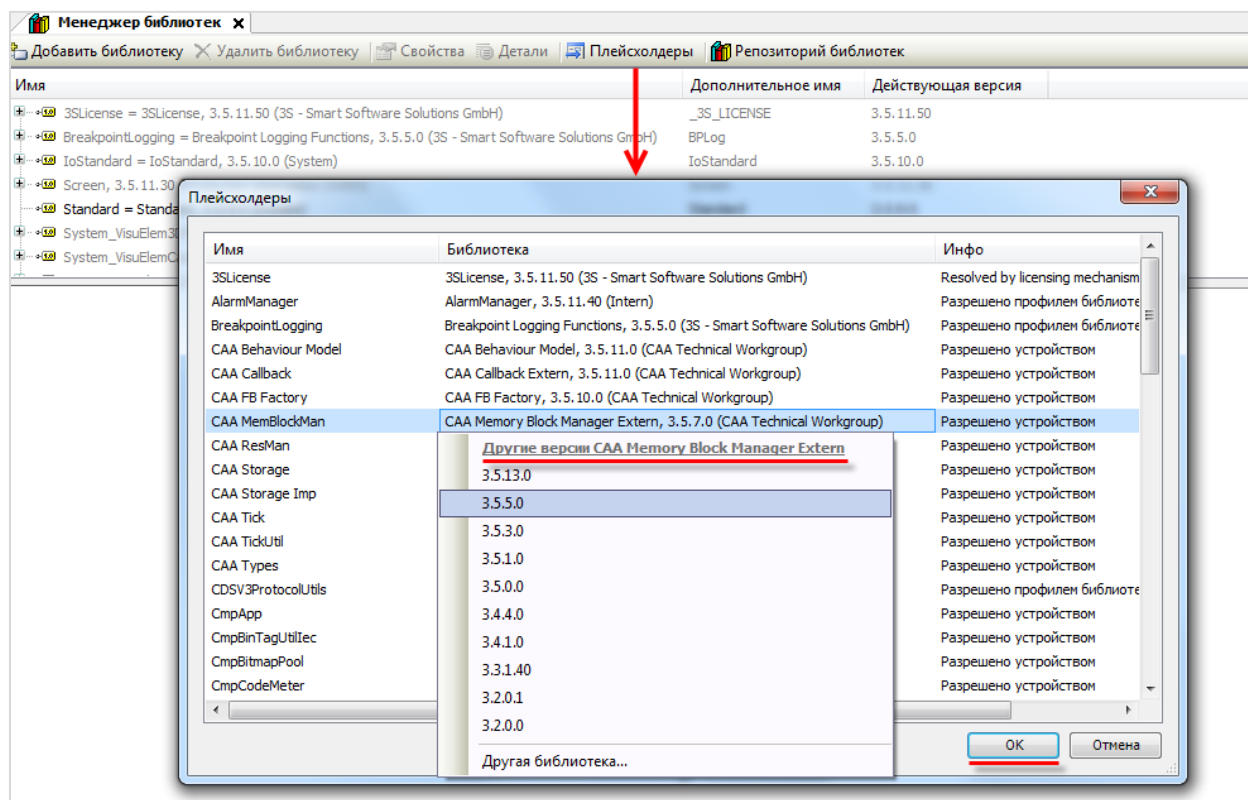 Менеджер библиотек x
Добавить библиотеку Удалить библиотеку Свойства Детали Плейсхолдеры Репозиторий библиотек
Имя Дополнительное имя Действующая версия
3SLicense = 3SLicense, 3.5.11.50 (3S - Smart Software Solutions GmbH) _3S_LICENSE 3.5.11.50
BreakpointLogging = Breakpoint Logging Functions, 3.5.5.0 (3S - Smart Software Solutions GmbH) BPLog 3.5.5.0
IoStandard = IoStandard, 3.5.10.0 (System) IoStandard 3.5.10.0
Screen, 3.5.11.30
Standard = Standa
System_VisuElem3D
System_VisuElemC
Плейсхолдеры
Имя Библиотека Инфо
3SLicense 3SLicense, 3.5.11.50 (3S - Smart Software Solutions GmbH) Resolved by licensing mechanism
AlarmManager AlarmManager, 3.5.11.40 (Intern) Разрешено профилем библиоте
BreakpointLogging Breakpoint Logging Functions, 3.5.5.0 (3S - Smart Software Solutions GmbH) Разрешено профилем библиоте
CAA Behaviour Model CAA Behaviour Model, 3.5.11.0 (CAA Technical Workgroup) Разрешено устройством
CAA Callback CAA Callback Extern, 3.5.11.0 (CAA Technical Workgroup) Разрешено устройством
CAA FB Factory CAA FB Factory, 3.5.10.0 (CAA Technical Workgroup) Разрешено устройством
CAA MemBlockMan CAA Memory Block Manager Extern, 3.5.7.0 (CAA Technical Workgroup) Разрешено устройством
CAA ResMan Разрешено устройством
CAA Storage Разрешено устройством
CAA Storage Imp Разрешено устройством
CAA Tick Разрешено устройством
CAA TickUtil Разрешено устройством
CAA Types Разрешено устройством
CDSV3ProtocolUtils Разрешено профилем библиоте
CmpApp Разрешено устройством
CmpBinTagUtilIec Разрешено устройством
CmpBitmapPool Разрешено устройством
CmpCodeMeter Разрешено устройством
Другие версии CAA Memory Block Manager Extern
3.5.13.0
3.5.5.0
3.5.3.0
3.5.1.0
3.5.0.0
3.4.4.0
3.4.1.0
3.3.1.40
3.2.0.1
3.2.0.0
Другая библиотека...
OK Отмена